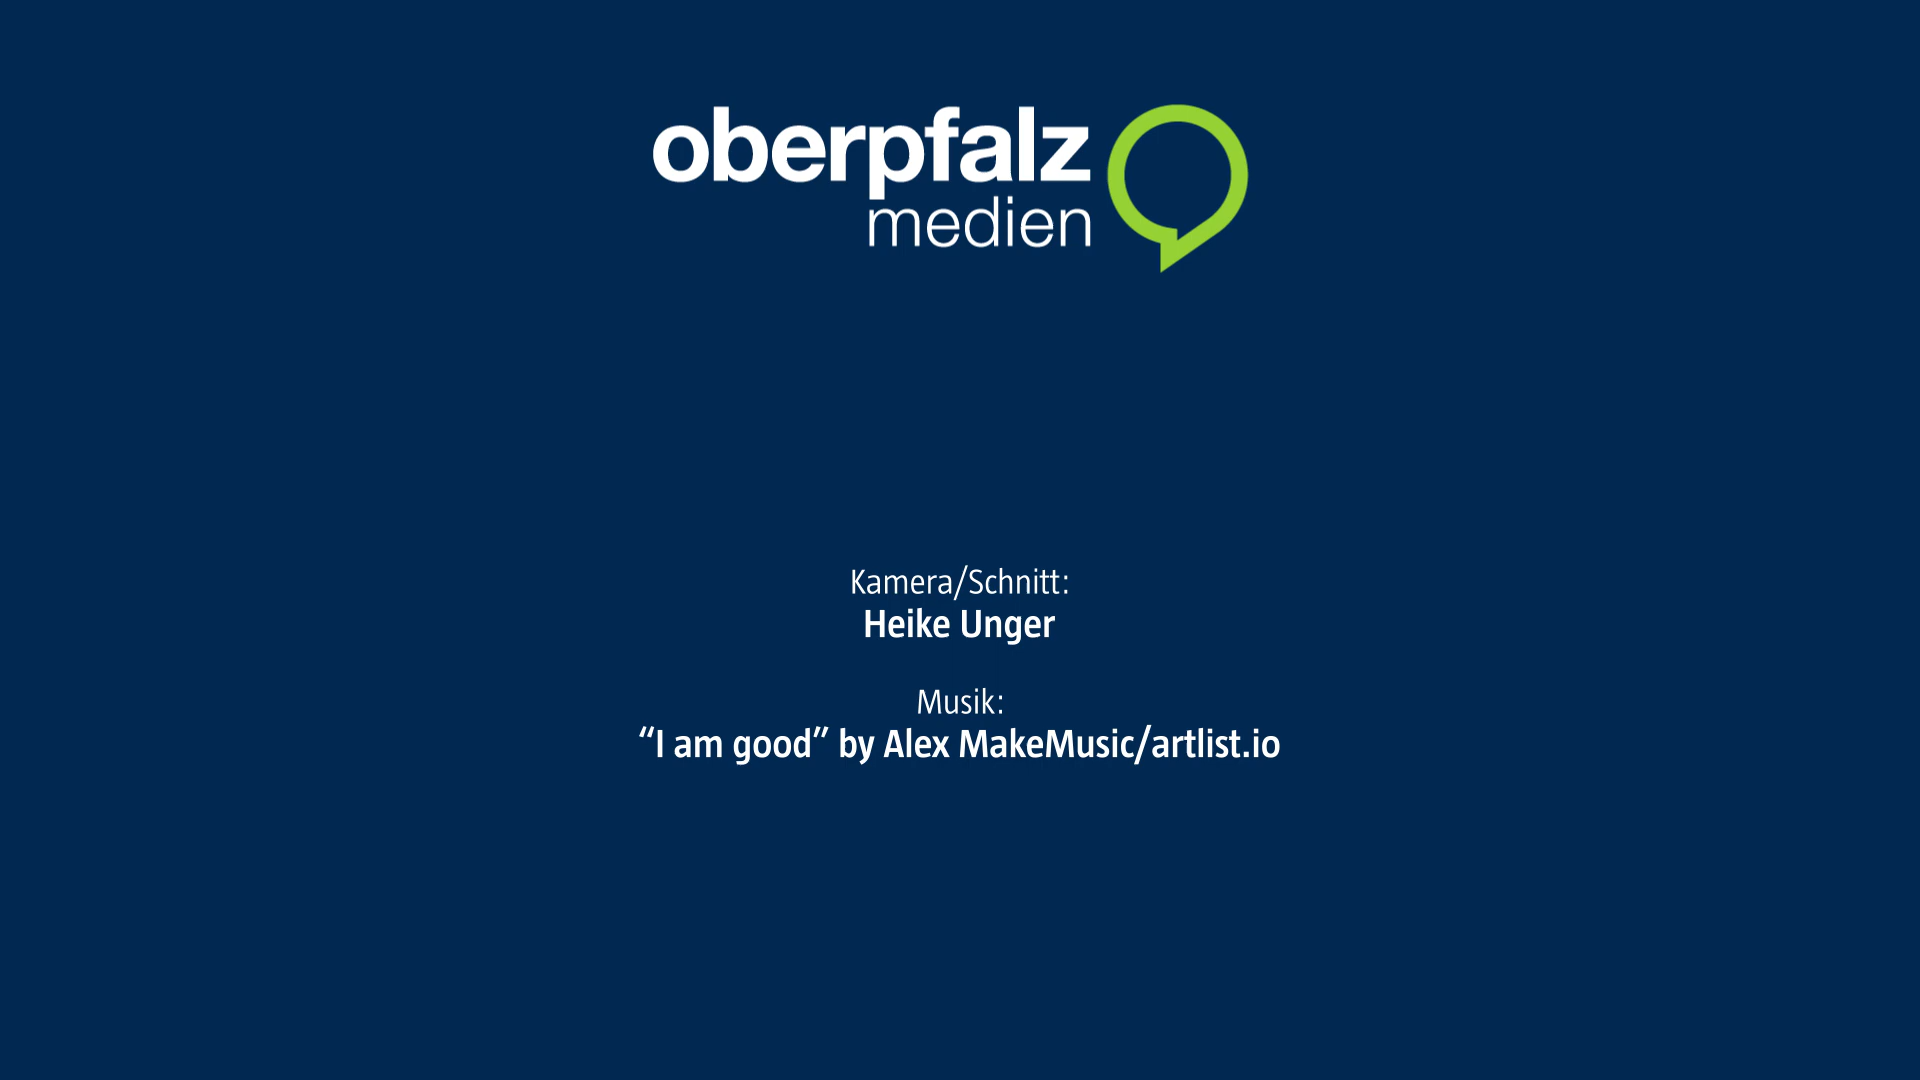 oberpfalz
medien
Kamera/Schnitt:
Heike Unger
Musik:
“I am good” by Alex MakeMusic/artlist.io